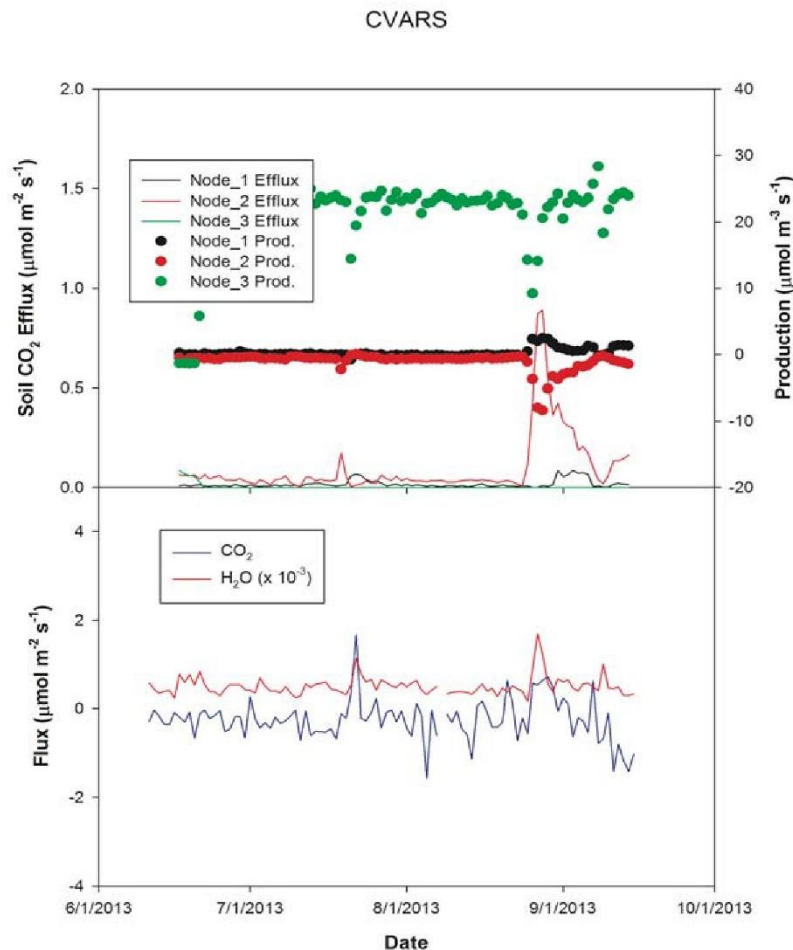 CVARS
2.0
1.5
1.0
0.5
0.0
Soil CO₂ Efflux (μmol m⁻² s⁻¹)
Node_1 Efflux
Node_2 Efflux
Node_3 Efflux
Node_1 Prod.
Node_2 Prod.
Node_3 Prod.
40
30
20
10
0
-10
-20
Production (μmol m⁻³ s⁻¹)
4
2
0
-2
-4
Flux (μmol m⁻² s⁻¹)
CO₂
H₂O (x 10⁻³)
6/1/2013 7/1/2013 8/1/2013 9/1/2013 10/1/2013
Date